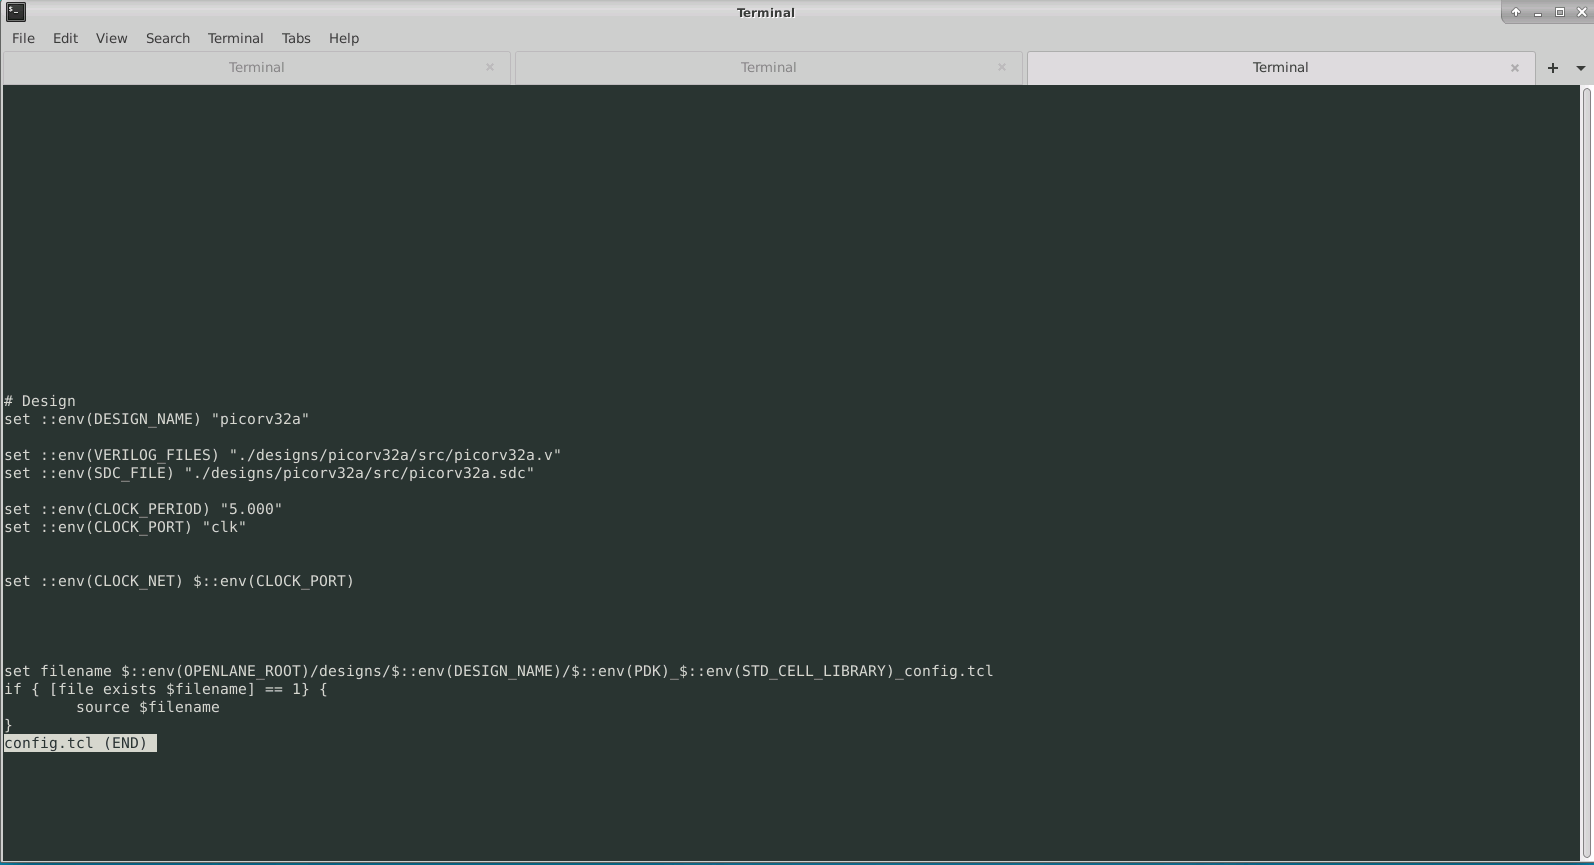 Terminal
File Edit View Search Terminal Tabs Help
Terminal Terminal Terminal
# Design
set ::env(DESIGN_NAME) "picorv32a"
set ::env(VERILOG_FILES) "./designs/picorv32a/src/picorv32a.v"
set ::env(SDC_FILE) "./designs/picorv32a/src/picorv32a.sdc"
set ::env(CLOCK_PERIOD) "5.000"
set ::env(CLOCK_PORT) "clk"
set ::env(CLOCK_NET) $::env(CLOCK_PORT)
set filename $::env(OPENLANE_ROOT)/designs/$::env(DESIGN_NAME)/$::env(PDK)_$::env(STD_CELL_LIBRARY)_config.tcl
if { [file exists $filename] == 1} {
        source $filename
}
config.tcl (END)